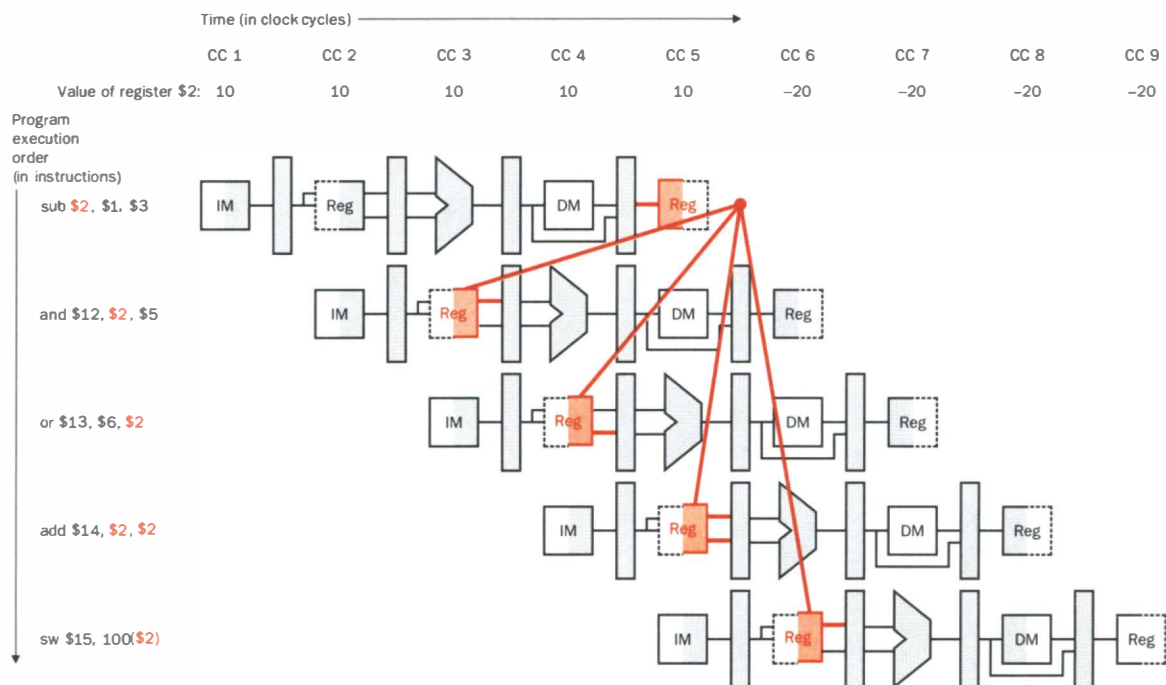 Time (in clock cycles)
CC 1 CC 2 CC 3 CC 4 CC 5 CC 6 CC 7 CC 8 CC 9
Value of register $2: 10 10 10 10 10 –20 –20 –20 –20
Program
execution
order
(in instructions)
sub $2, $1, $3
IM Reg DM Reg
and $12, $2, $5
IM Reg DM Reg
or $13, $6, $2
IM Reg DM Reg
add $14, $2, $2
IM Reg DM Reg
sw $15, 100($2)
IM Reg DM Reg